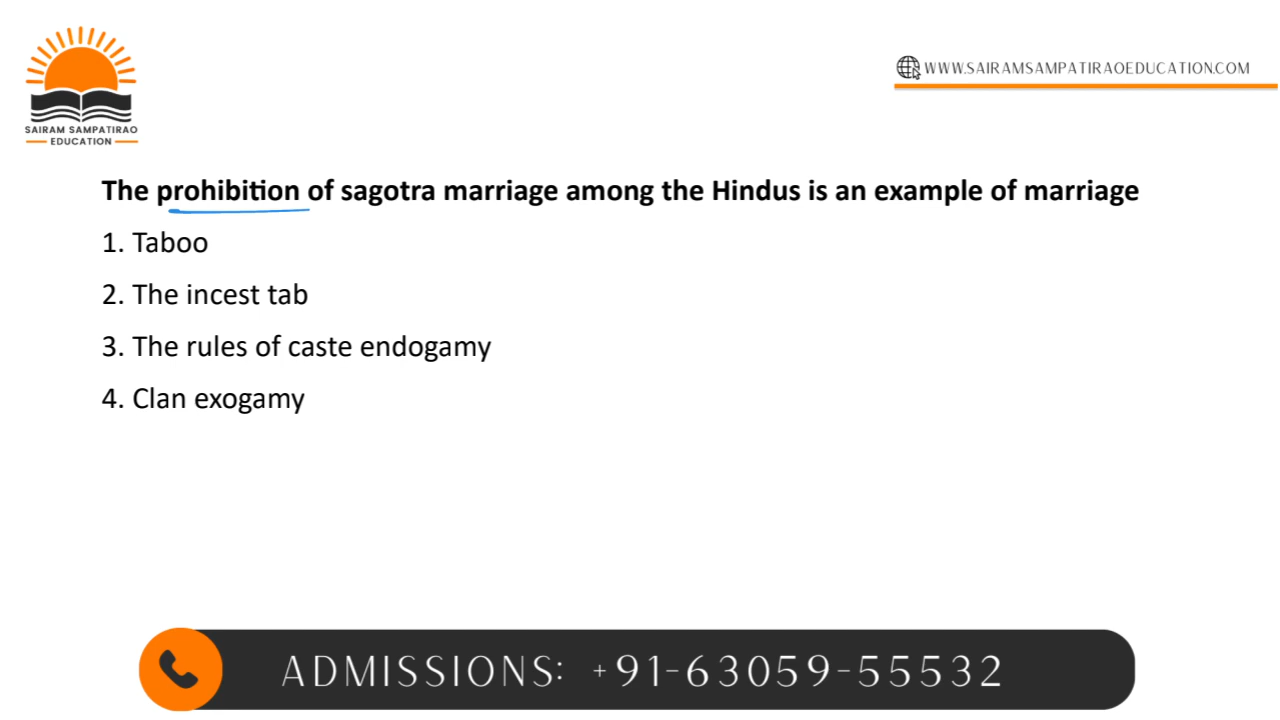 SAIRAM SAMPATIRAO
EDUCATION
WWW.SAIRAMSAMPATIRAOEDUCATION.COM
The prohibition of sagotra marriage among the Hindus is an example of marriage
1. Taboo
2. The incest tab
3. The rules of caste endogamy
4. Clan exogamy
ADMISSIONS: +91-63059-55532